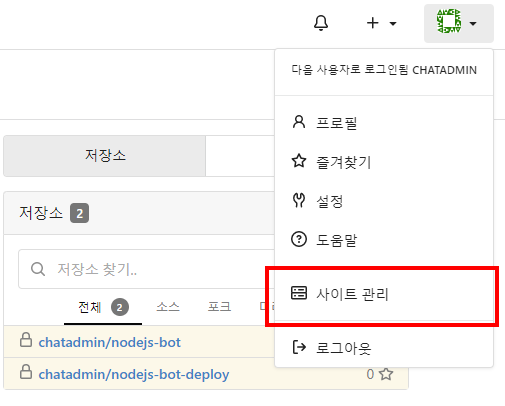 다음 사용자로 로그인됨 CHATADMIN
프로필
즐겨찾기
설정
도움말
사이트 관리
로그아웃
저장소
저장소 2
저장소 찾기..
전체 2 소스 포크
chatadmin/nodejs-bot
chatadmin/nodejs-bot-deploy 0